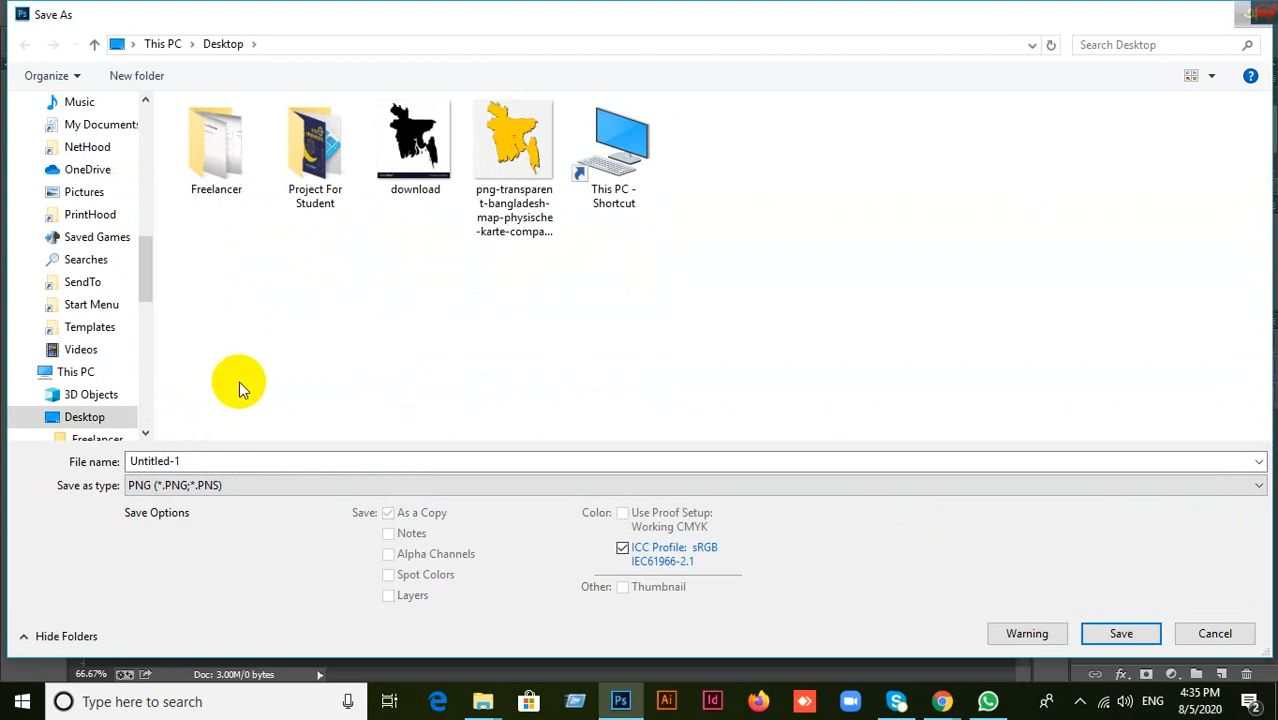 Save As
This PC
Desktop
Search Desktop
Organize
New folder
Music
My Documents
NetHood
OneDrive
Pictures
PrintHood
Saved Games
Searches
SendTo
Start Menu
Templates
Videos
This PC
3D Objects
Desktop
Freelancer
Freelancer
Project For
Student
download
png-transparen
t-bangladesh-
map-physische
-karte-compa...
This PC -
Shortcut
File name: Untitled-1
Save as type: PNG (*.PNG;*.PNS)
Save Options
Save: As a Copy
Notes
Alpha Channels
Spot Colors
Layers
Color: Use Proof Setup:
Working CMYK
ICC Profile: sRGB
IEC61966-2.1
Other: Thumbnail
Hide Folders
Warning
Save
Cancel
66.67%
Doc: 3.00M/0 bytes
Type here to search
ENG
4:35 PM
8/5/2020
2